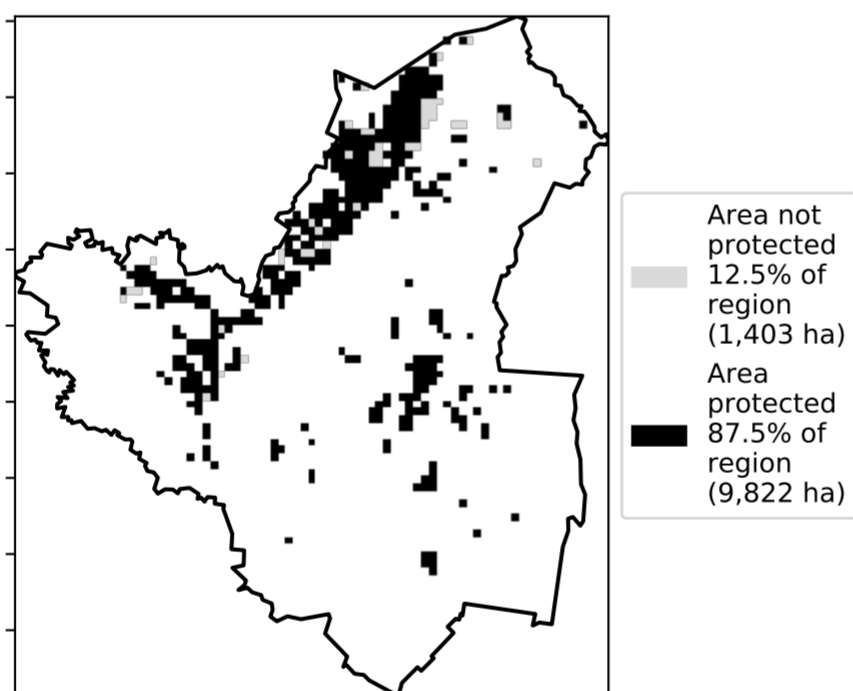 Area not
protected
12.5% of
region
(1,403 ha)
Area
protected
87.5% of
region
(9,822 ha)